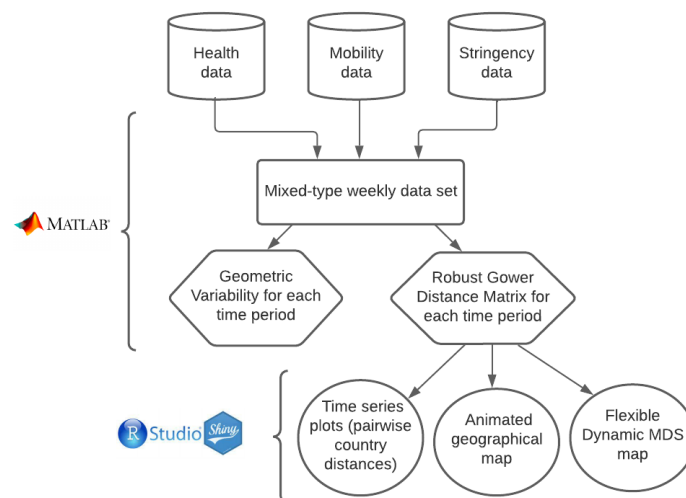 Health
data
Mobility
data
Stringency
data
Mixed-type weekly data set
MATLAB®
Geometric
Variability for each
time period
Robust Gower
Distance Matrix for
each time period
R Studio
Shiny
Time series
plots (pairwise
country
distances)
Animated
geographical
map
Flexible
Dynamic MDS
map